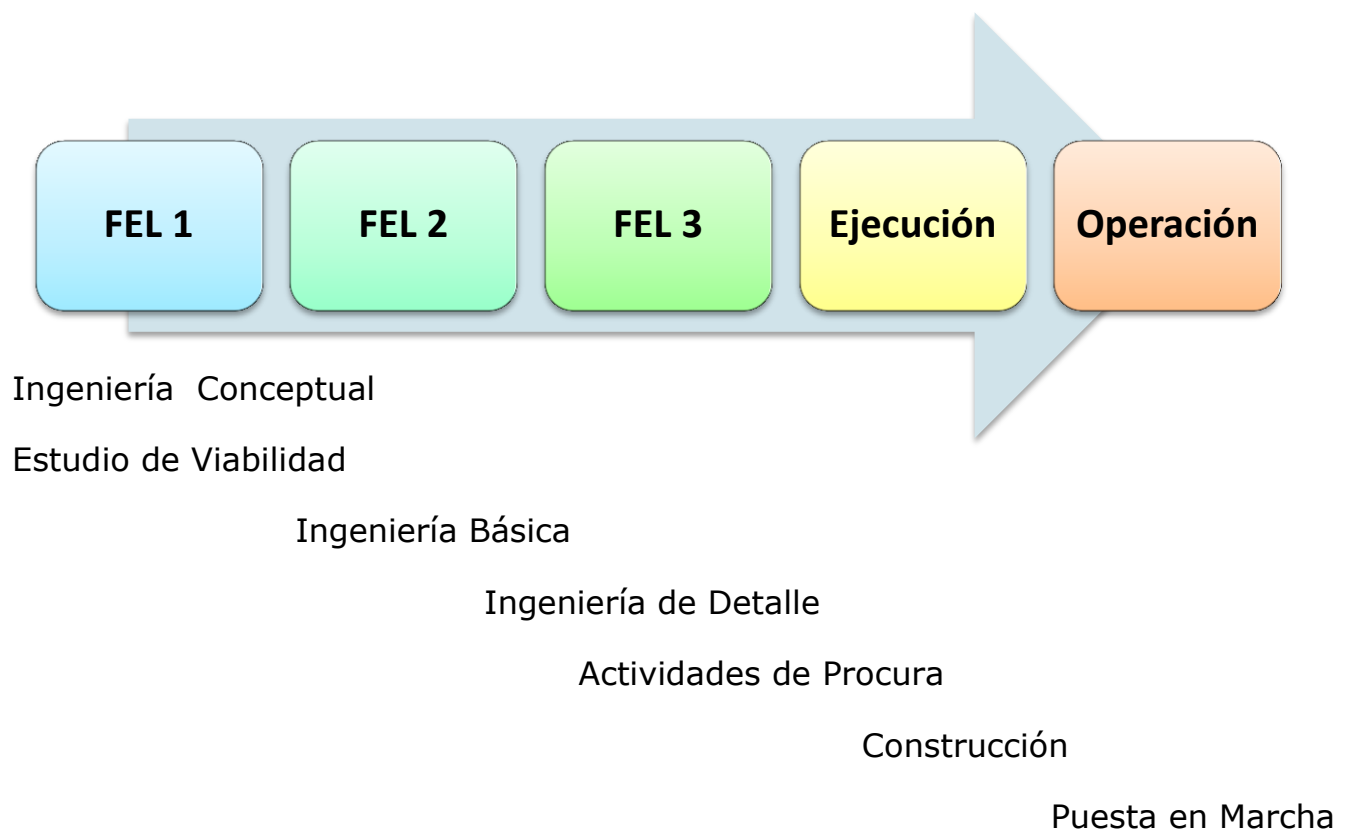 FEL 1
FEL 2
FEL 3
Ejecución
Operación
Ingeniería Conceptual
Estudio de Viabilidad
Ingeniería Básica
Ingeniería de Detalle
Actividades de Procura
Construcción
Puesta en Marcha